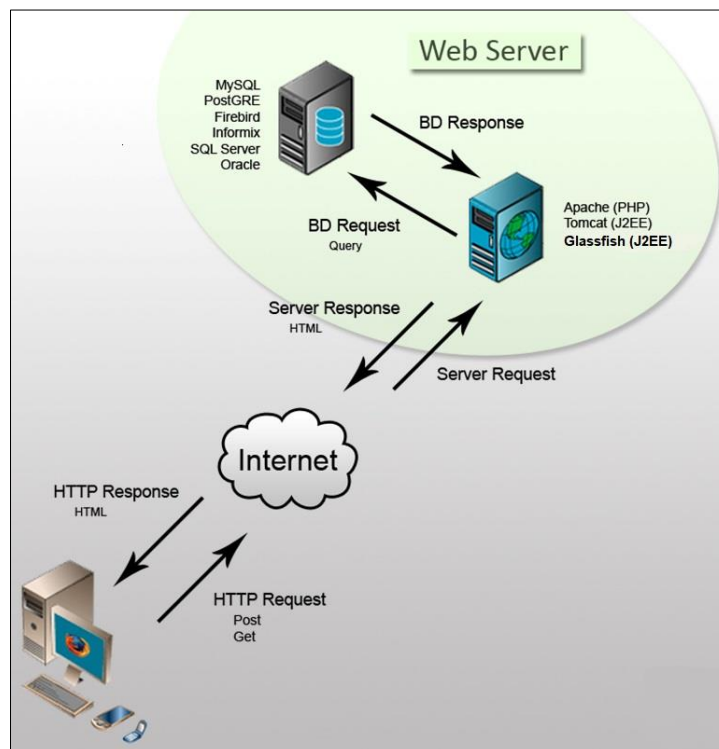 Web Server
MySQL
PostGRE
Firebird
Informix
SQL Server
Oracle
BD Response
BD Request
Query
Apache (PHP)
Tomcat (J2EE)
Glassfish (J2EE)
Server Response
HTML
Server Request
Internet
HTTP Response
HTML
HTTP Request
Post
Get